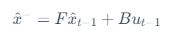 x̂⁻ = Fx̂ₜ₋₁ + Buₜ₋₁